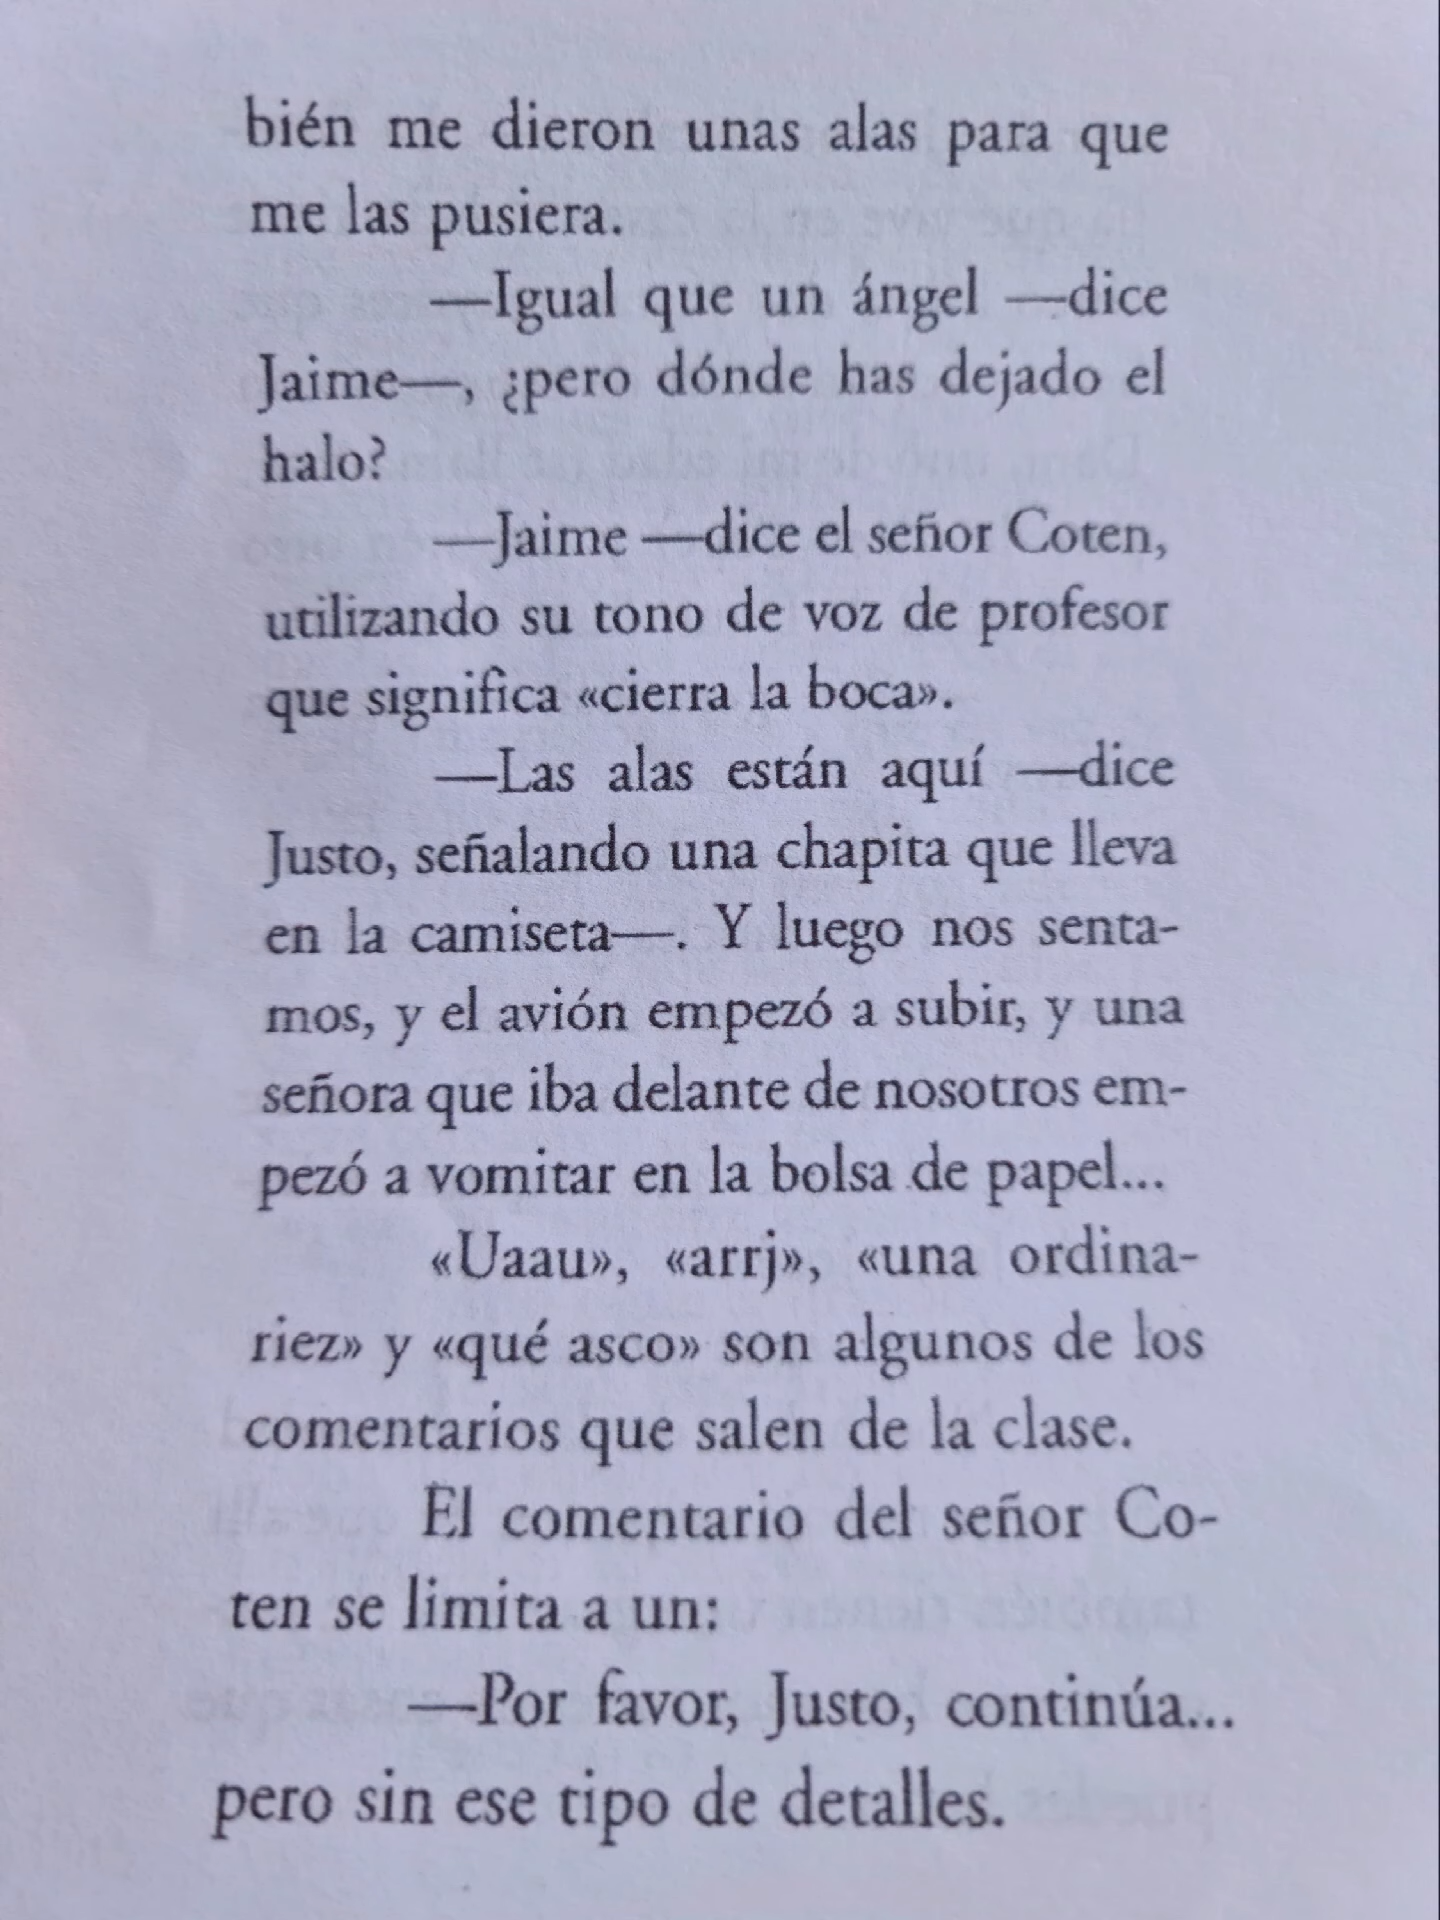 bién me dieron unas alas para que
me las pusiera.
—Igual que un ángel —dice
Jaime—, ¿pero dónde has dejado el
halo?
—Jaime —dice el señor Coten,
utilizando su tono de voz de profesor
que significa «cierra la boca».
—Las alas están aquí —dice
Justo, señalando una chapita que lleva
en la camiseta—. Y luego nos senta-
mos, y el avión empezó a subir, y una
señora que iba delante de nosotros em-
pezó a vomitar en la bolsa de papel...
«Uaau», «arrj», «una ordina-
riez» y «qué asco» son algunos de los
comentarios que salen de la clase.
El comentario del señor Co-
ten se limita a un:
—Por favor, Justo, continúa...
pero sin ese tipo de detalles.